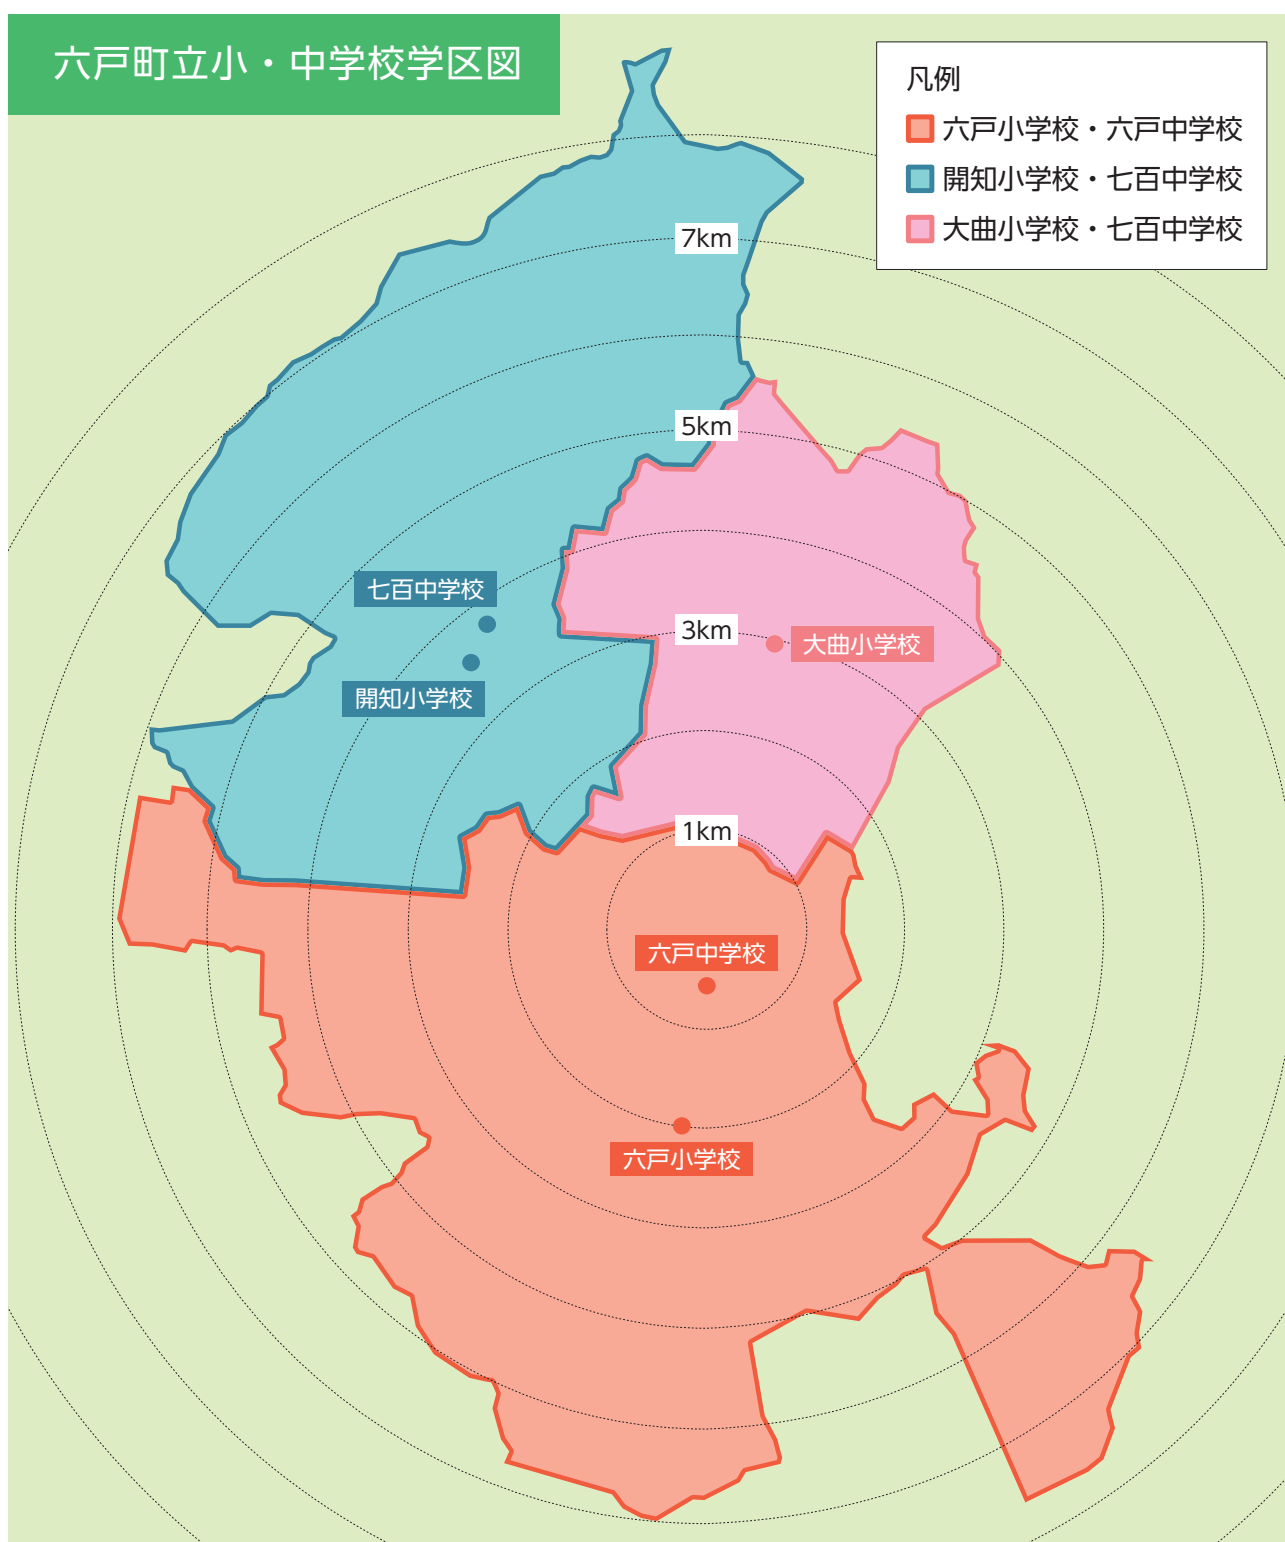 六戸町立小・中学校学区図
凡例
六戸小学校・六戸中学校
開知小学校・七百中学校
大曲小学校・七百中学校
7km
5km
七百中学校
3km
大曲小学校
開知小学校
1km
六戸中学校
六戸小学校